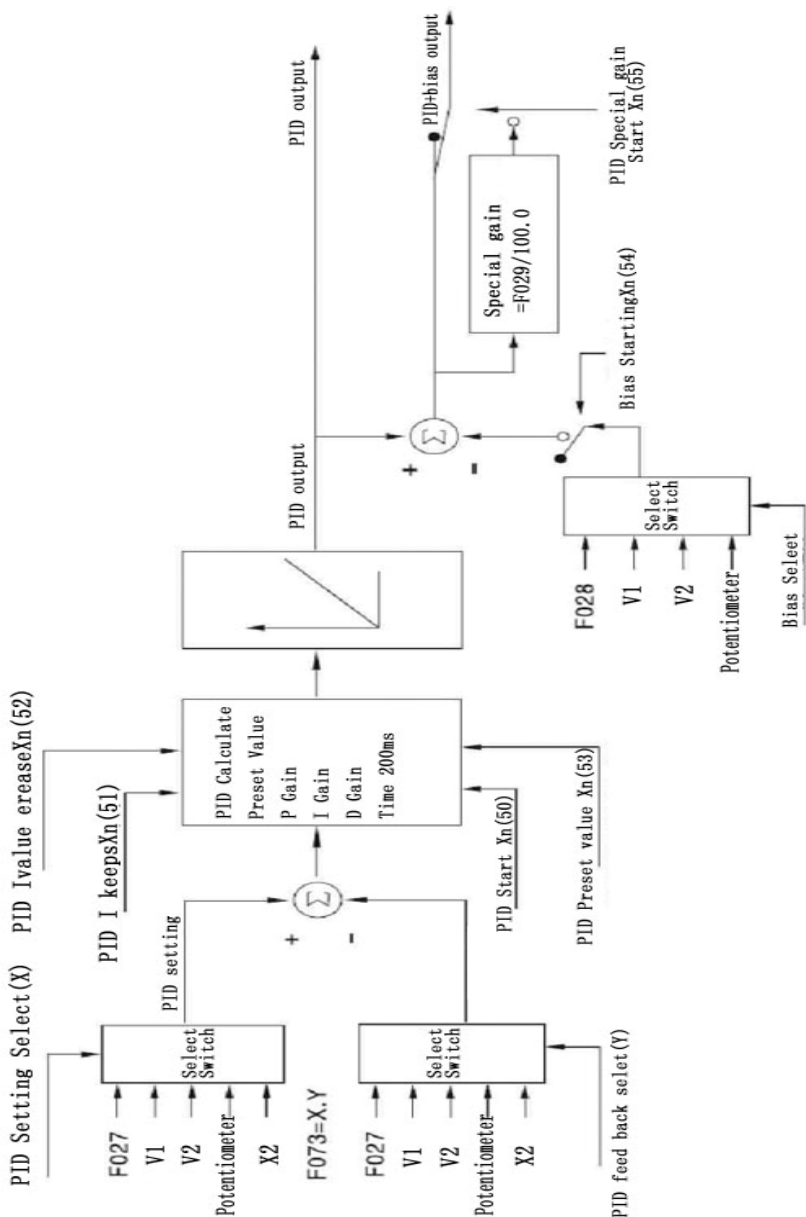 PID Setting Select(X)
F027
V1
V2
Potentiometer
X2
Select
Switch
F073=X.Y
F027
V1
V2
Potentiometer
X2
Select
Switch
PID feed back selet(Y)
PID setting
+
-
Σ
PID Ivalue ereaseXn(52)
PID I keepsXn(51)
PID Calculate
Preset Value
P Gain
I Gain
D Gain
Time 200ms
PID Start Xn(50)
PID Preset value Xn(53)
PID output
PID output
+
-
Σ
PID+bias output
Special gain
=F029/100.0
PID Special gain
Start Xn(55)
Bias StartingXn(54)
F028
V1
V2
Potentiometer
Select
Switch
Bias Seleet